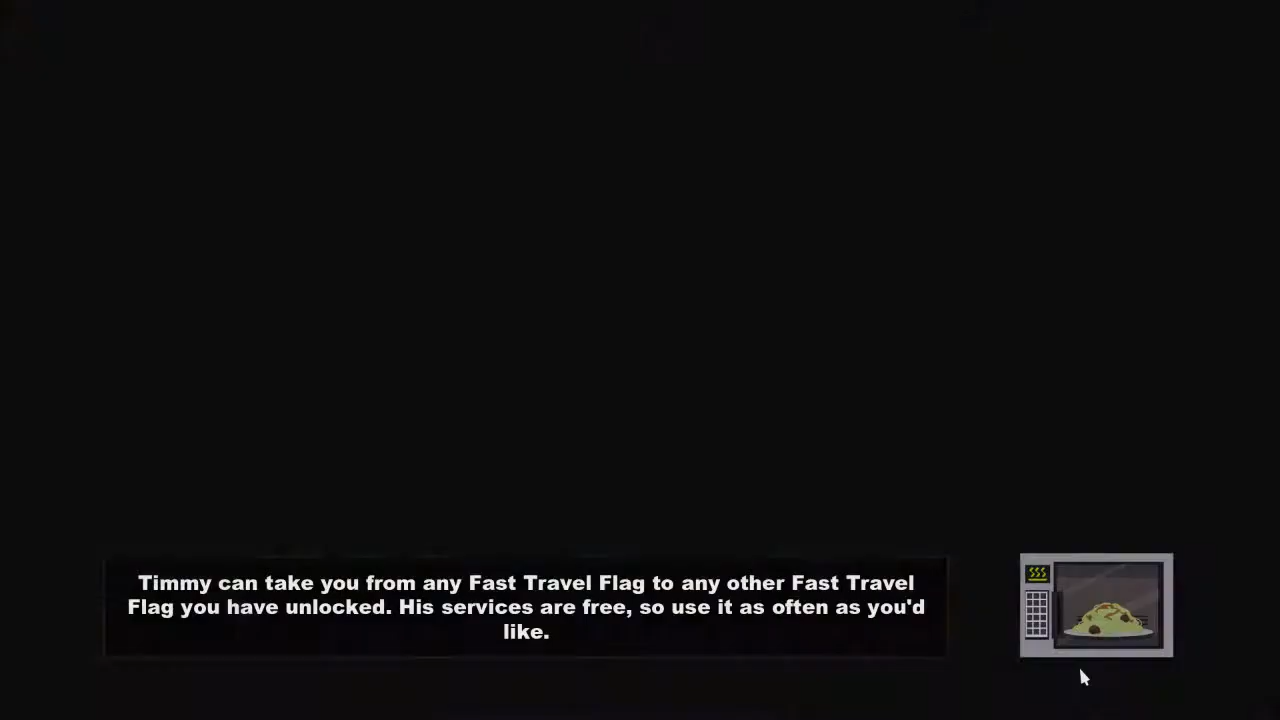 Timmy can take you from any Fast Travel Flag to any other Fast Travel
Flag you have unlocked. His services are free, so use it as often as you'd
like.